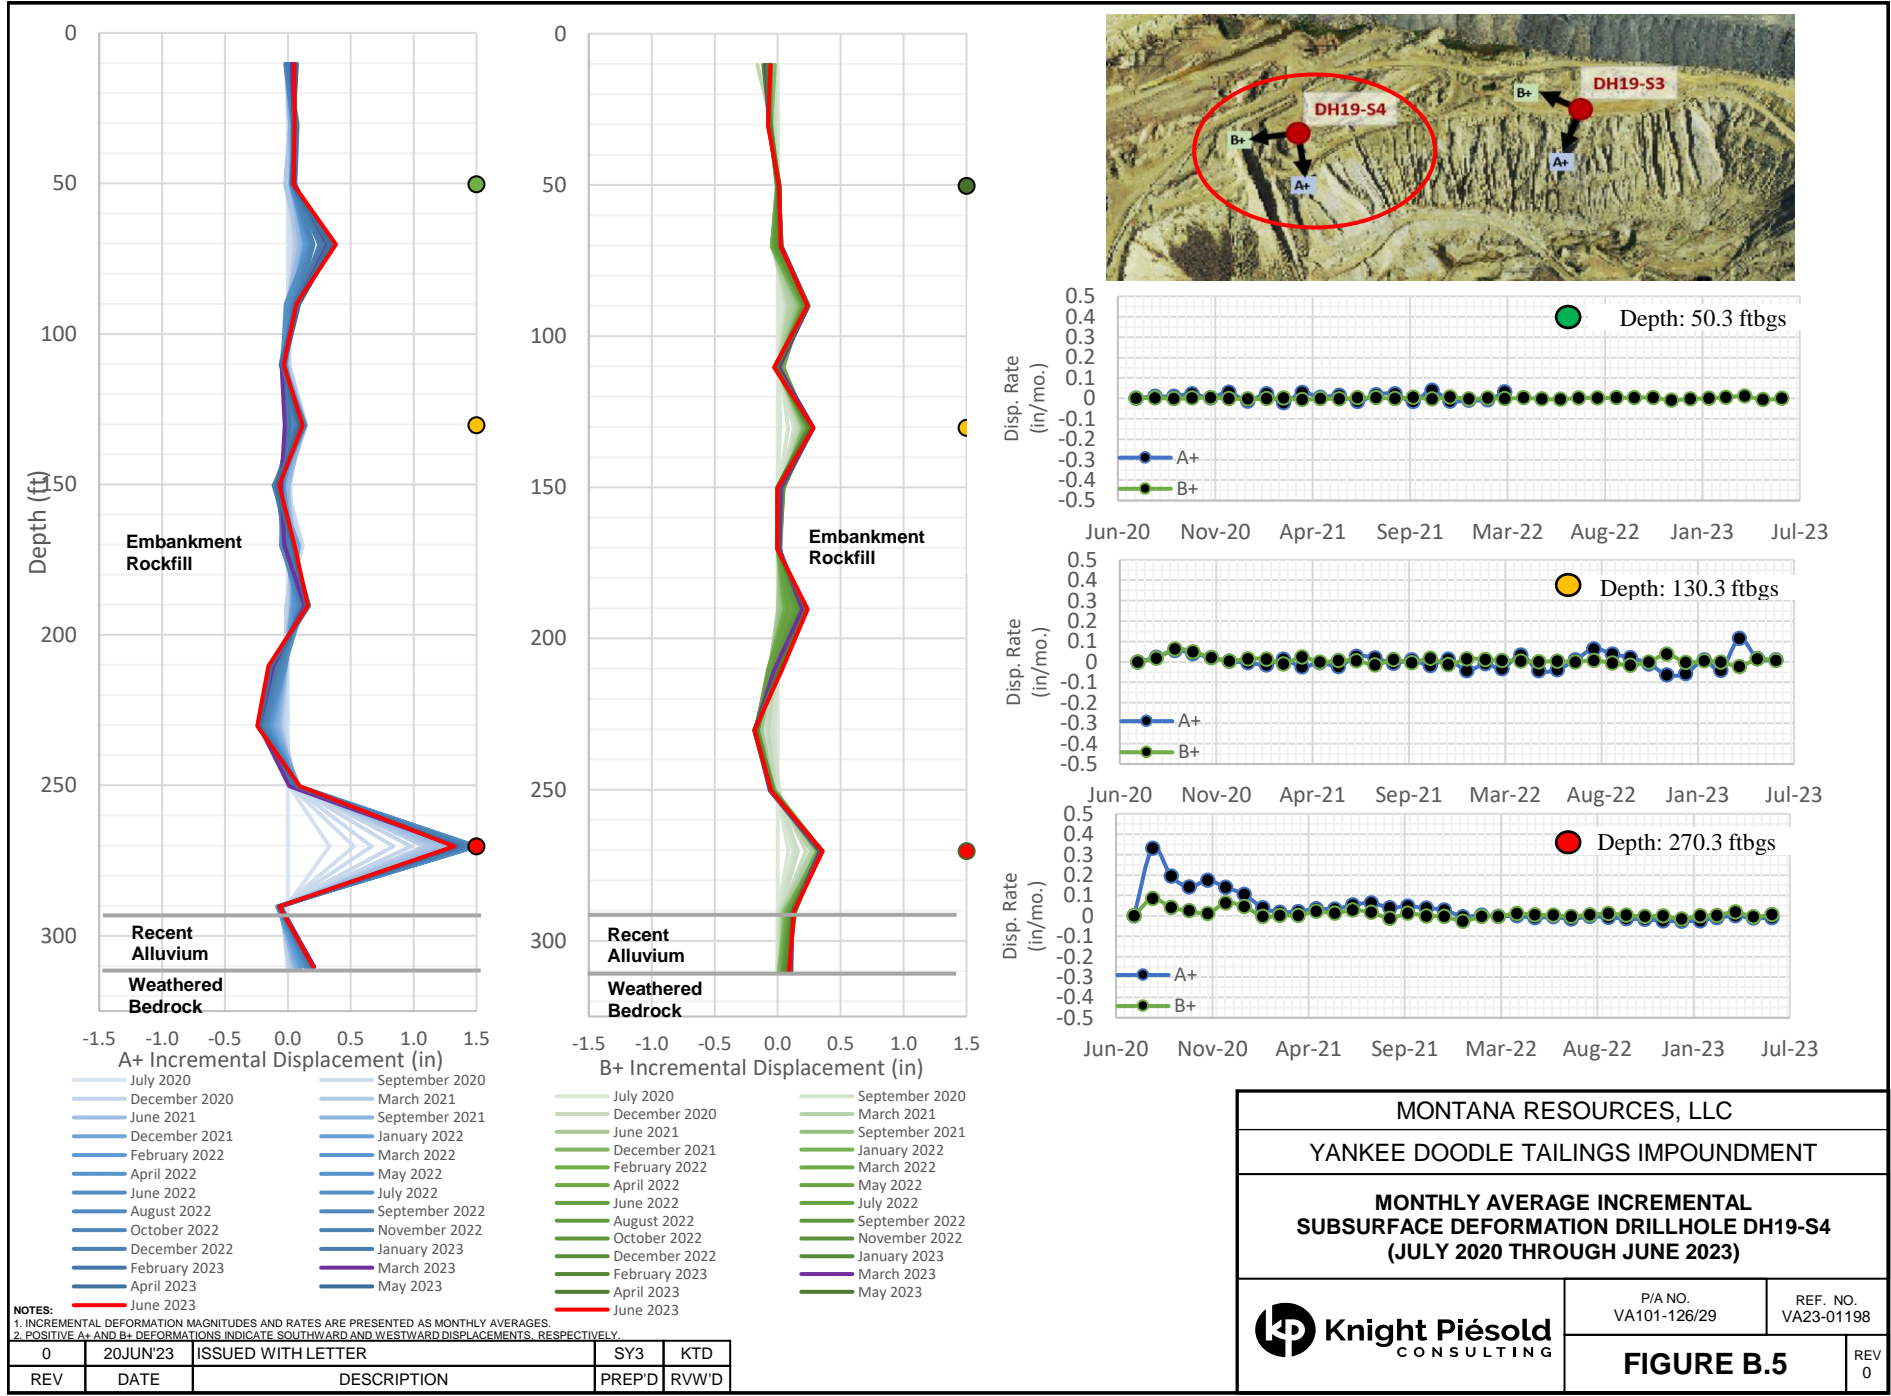 0
50
100
150
200
250
300
Depth (ft)
Embankment
Rockfill
Recent
Alluvium
Weathered
Bedrock
-1.5 -1.0 -0.5 0.0 0.5 1.0 1.5
A+ Incremental Displacement (in)
July 2020 September 2020
December 2020 March 2021
June 2021 September 2021
December 2021 January 2022
February 2022 March 2022
April 2022 May 2022
June 2022 July 2022
August 2022 September 2022
October 2022 November 2022
December 2022 January 2023
February 2023 March 2023
April 2023 May 2023
June 2023
0
50
100
150
200
250
300
Embankment
Rockfill
Recent
Alluvium
Weathered
Bedrock
-1.5 -1.0 -0.5 0.0 0.5 1.0 1.5
B+ Incremental Displacement (in)
July 2020 September 2020
December 2020 March 2021
June 2021 September 2021
December 2021 January 2022
February 2022 March 2022
April 2022 May 2022
June 2022 July 2022
August 2022 September 2022
October 2022 November 2022
December 2022 January 2023
February 2023 March 2023
April 2023 May 2023
June 2023
DH19-S4
B+
A+
DH19-S3
B+
A+
0.5
0.4
0.3
0.2
0.1
0
-0.1
-0.2
-0.3
-0.4
-0.5
Disp. Rate
(in/mo.)
Depth: 50.3 ftbgs
A+
B+
Jun-20 Nov-20 Apr-21 Sep-21 Mar-22 Aug-22 Jan-23 Jul-23
0.5
0.4
0.3
0.2
0.1
0
-0.1
-0.2
-0.3
-0.4
-0.5
Disp. Rate
(in/mo.)
Depth: 130.3 ftbgs
A+
B+
Jun-20 Nov-20 Apr-21 Sep-21 Mar-22 Aug-22 Jan-23 Jul-23
0.5
0.4
0.3
0.2
0.1
0
-0.1
-0.2
-0.3
-0.4
-0.5
Disp. Rate
(in/mo.)
Depth: 270.3 ftbgs
A+
B+
Jun-20 Nov-20 Apr-21 Sep-21 Mar-22 Aug-22 Jan-23 Jul-23
NOTES:
1. INCREMENTAL DEFORMATION MAGNITUDES AND RATES ARE PRESENTED AS MONTHLY AVERAGES.
2. POSITIVE A+ AND B+ DEFORMATIONS INDICATE SOUTHWARD AND WESTWARD DISPLACEMENTS, RESPECTIVELY.
0 20JUN'23 ISSUED WITH LETTER SY3 KTD
REV DATE DESCRIPTION PREP'D RVW'D
MONTANA RESOURCES, LLC
YANKEE DOODLE TAILINGS IMPOUNDMENT
MONTHLY AVERAGE INCREMENTAL
SUBSURFACE DEFORMATION DRILLHOLE DH19-S4
(JULY 2020 THROUGH JUNE 2023)
kp Knight Piésold
CONSULTING
P/A NO.
VA101-126/29
REF. NO.
VA23-01198
FIGURE B.5
REV
0